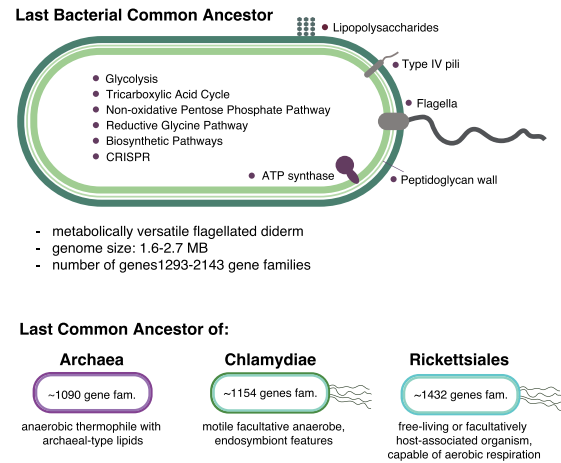 Last Bacterial Common Ancestor
Lipopolysaccharides
Type IV pili
Glycolysis
Tricarboxylic Acid Cycle
Non-oxidative Pentose Phosphate Pathway
Reductive Glycine Pathway
Biosynthetic Pathways
CRISPR
Flagella
ATP synthase
Peptidoglycan wall
- metabolically versatile flagellated diderm
- genome size: 1.6-2.7 MB
- number of genes1293-2143 gene families
Last Common Ancestor of:
Archaea
~1090 gene fam.
anaerobic thermophile with
archaeal-type lipids
Chlamydiae
~1154 genes fam.
motile facultative anaerobe,
endosymbiont features
Rickettsiales
~1432 genes fam.
free-living or facultatively
host-associated organism,
capable of aerobic respiration